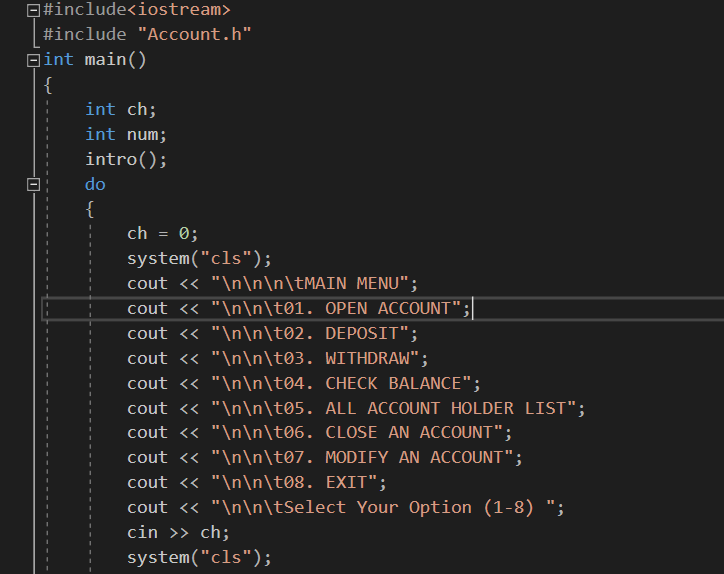 #include<iostream>
#include "Account.h"
int main()
{
int ch;
int num;
intro();
do
{
ch = 0;
system("cls");
cout << "\n\n\n\tMAIN MENU";
cout << "\n\n\t01. OPEN ACCOUNT";
cout << "\n\n\t02. DEPOSIT";
cout << "\n\n\t03. WITHDRAW";
cout << "\n\n\t04. CHECK BALANCE";
cout << "\n\n\t05. ALL ACCOUNT HOLDER LIST";
cout << "\n\n\t06. CLOSE AN ACCOUNT";
cout << "\n\n\t07. MODIFY AN ACCOUNT";
cout << "\n\n\t08. EXIT";
cout << "\n\n\tSelect Your Option (1-8) ";
cin >> ch;
system("cls");